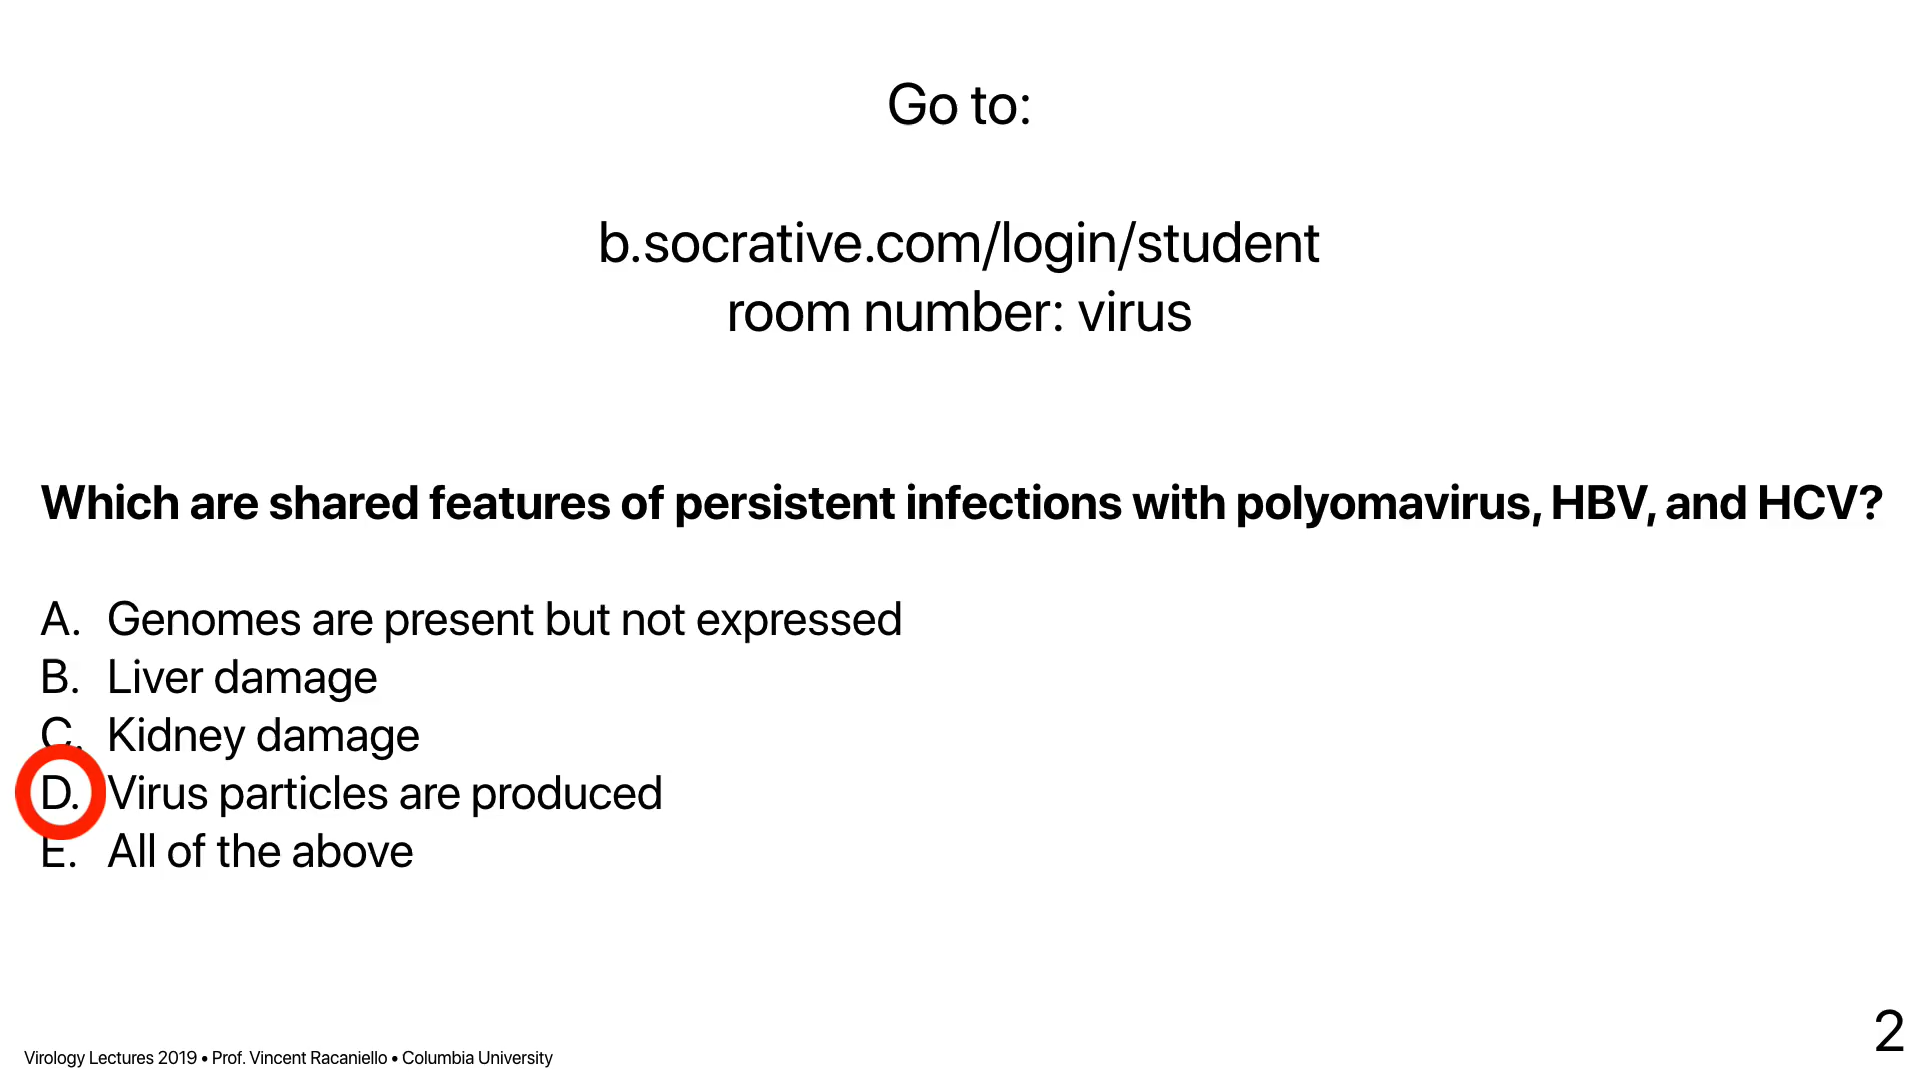 Go to:
b.socrative.com/login/student
room number: virus
Which are shared features of persistent infections with polyomavirus, HBV, and HCV?
A. Genomes are present but not expressed
B. Liver damage
C. Kidney damage
D. Virus particles are produced
E. All of the above
2
Virology Lectures 2019 • Prof. Vincent Racaniello • Columbia University